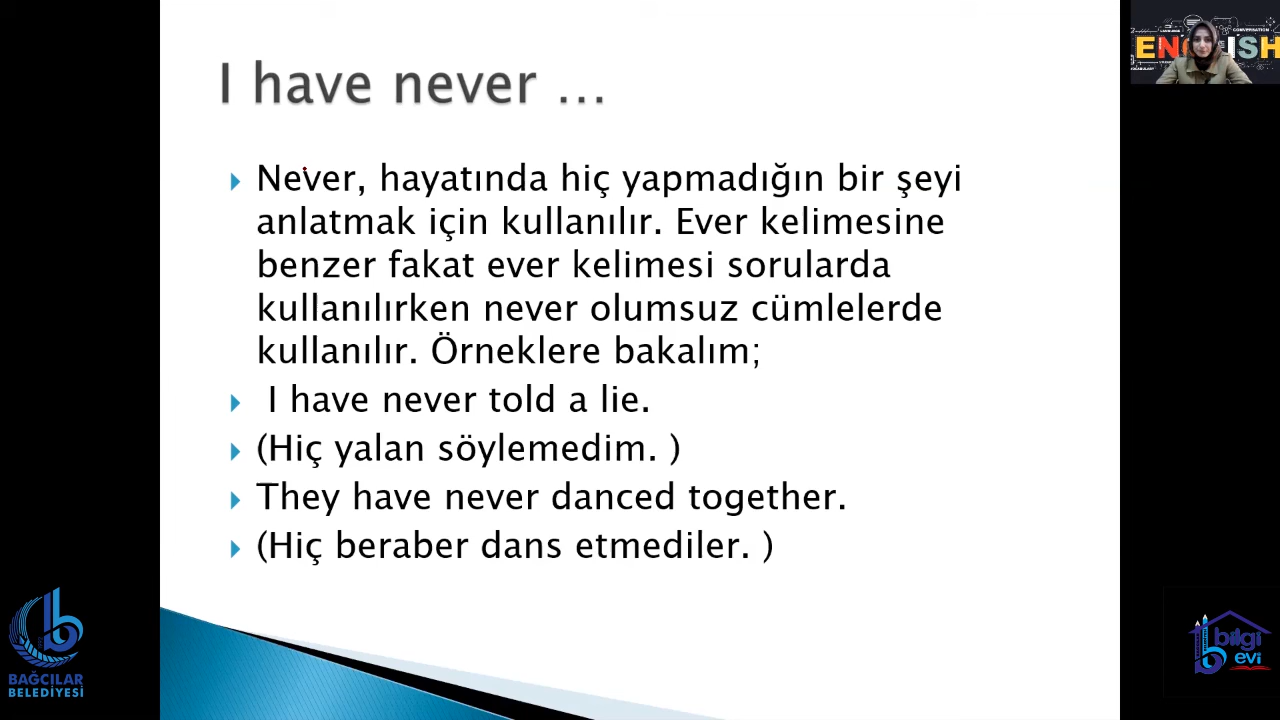 I have never ...
Never, hayatında hiç yapmadığın bir şeyi
anlatmak için kullanılır. Ever kelimesine
benzer fakat ever kelimesi sorularda
kullanılırken never olumsuz cümlelerde
kullanılır. Örneklere bakalım;
I have never told a lie.
(Hiç yalan söylemedim. )
They have never danced together.
(Hiç beraber dans etmediler. )
CONVERSATION
BAĞCILAR
BELEDİYESİ
bilgi
evi